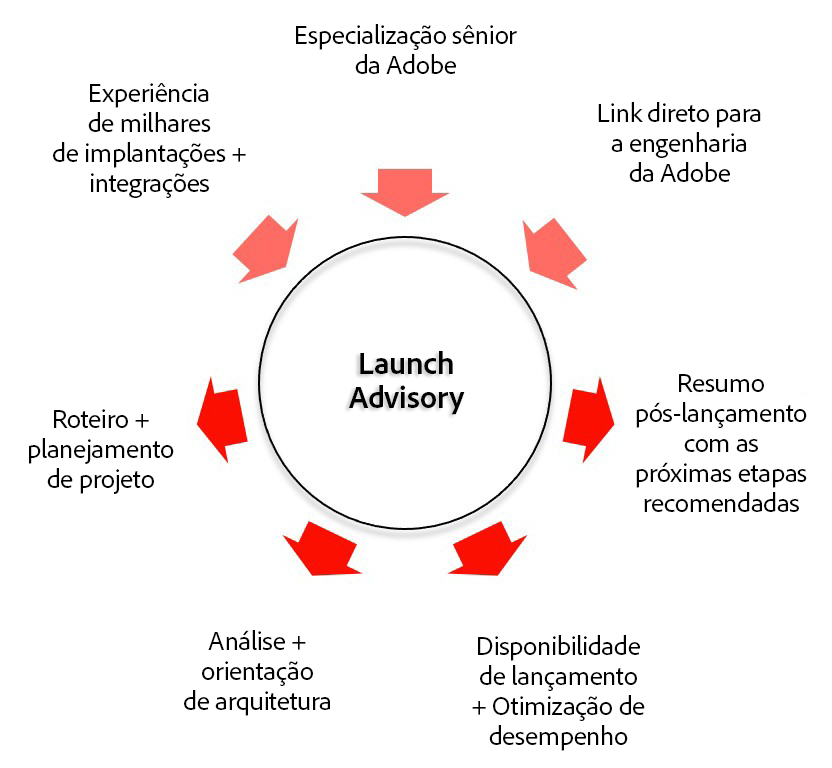 Especialização sênior
da Adobe
Experiência
de milhares
de implantações +
integrações
Link direto para
a engenharia
da Adobe
Launch
Advisory
Roteiro +
planejamento
de projeto
Resumo
pós-lançamento
com as
próximas etapas
recomendadas
Análise +
orientação
de arquitetura
Disponibilidade
de lançamento
+ Otimização de
desempenho